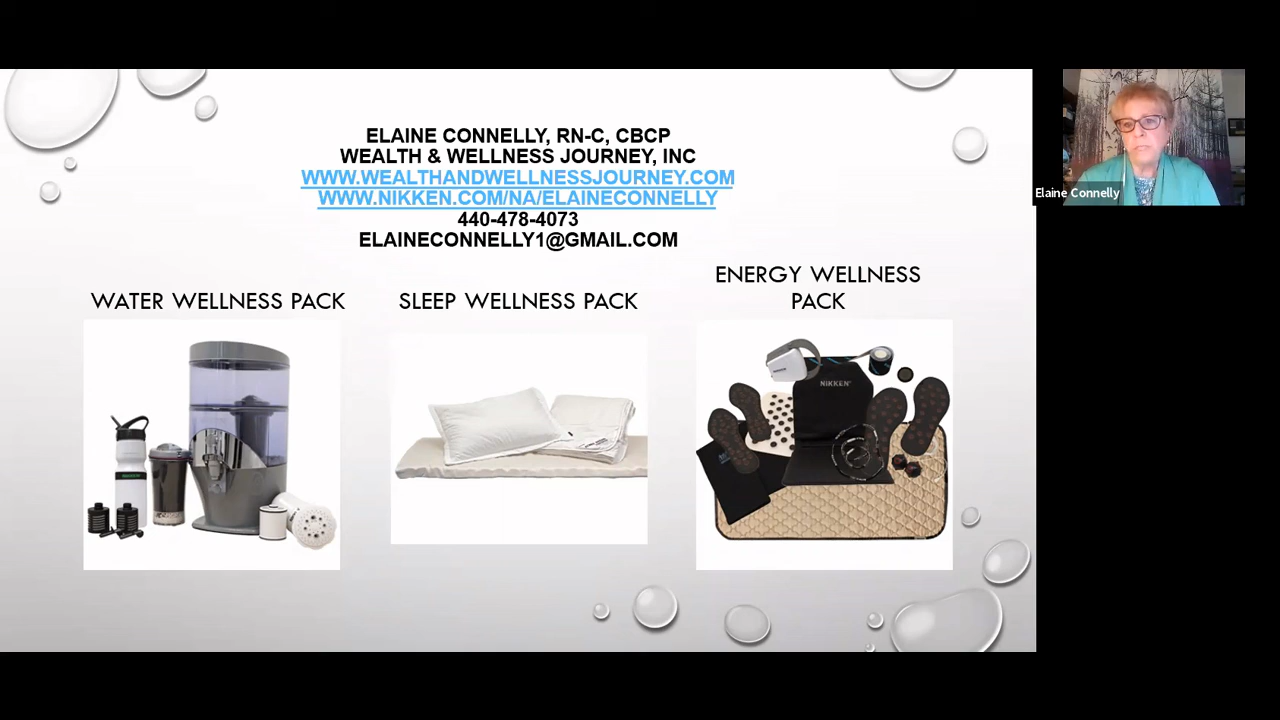 ELAINE CONNELLY, RN-C, CBCP
WEALTH & WELLNESS JOURNEY, INC
WWW.WEALTHANDWELLNESSJOURNEY.COM
WWW.NIKKEN.COM/NA/ELAINECONNELLY
440-478-4073
ELAINECONNELLY1@GMAIL.COM
WATER WELLNESS PACK
SLEEP WELLNESS PACK
ENERGY WELLNESS
PACK
NIKKEN
Elaine Connelly